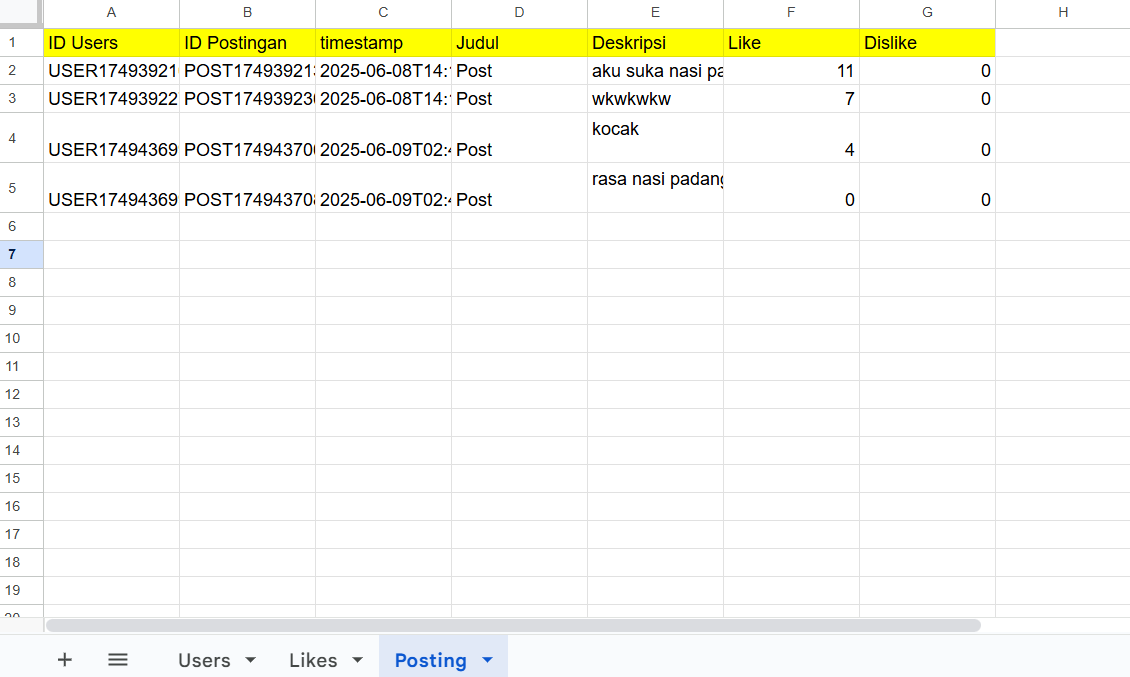 A B C D E F G H
1 ID Users ID Postingan timestamp Judul Deskripsi Like Dislike
2 USER1749392 POST17493921 2025-06-08T14: Post aku suka nasi pa 11 0
3 USER17493922 POST17493923 2025-06-08T14: Post wkwkwkw 7 0
4 USER17494369 POST17494370 2025-06-09T02: Post kocak 4 0
5 USER17494369 POST17494370 2025-06-09T02: Post rasa nasi padang 0 0
6
7
8
9
10
11
12
13
14
15
16
17
18
19
Users Likes Posting